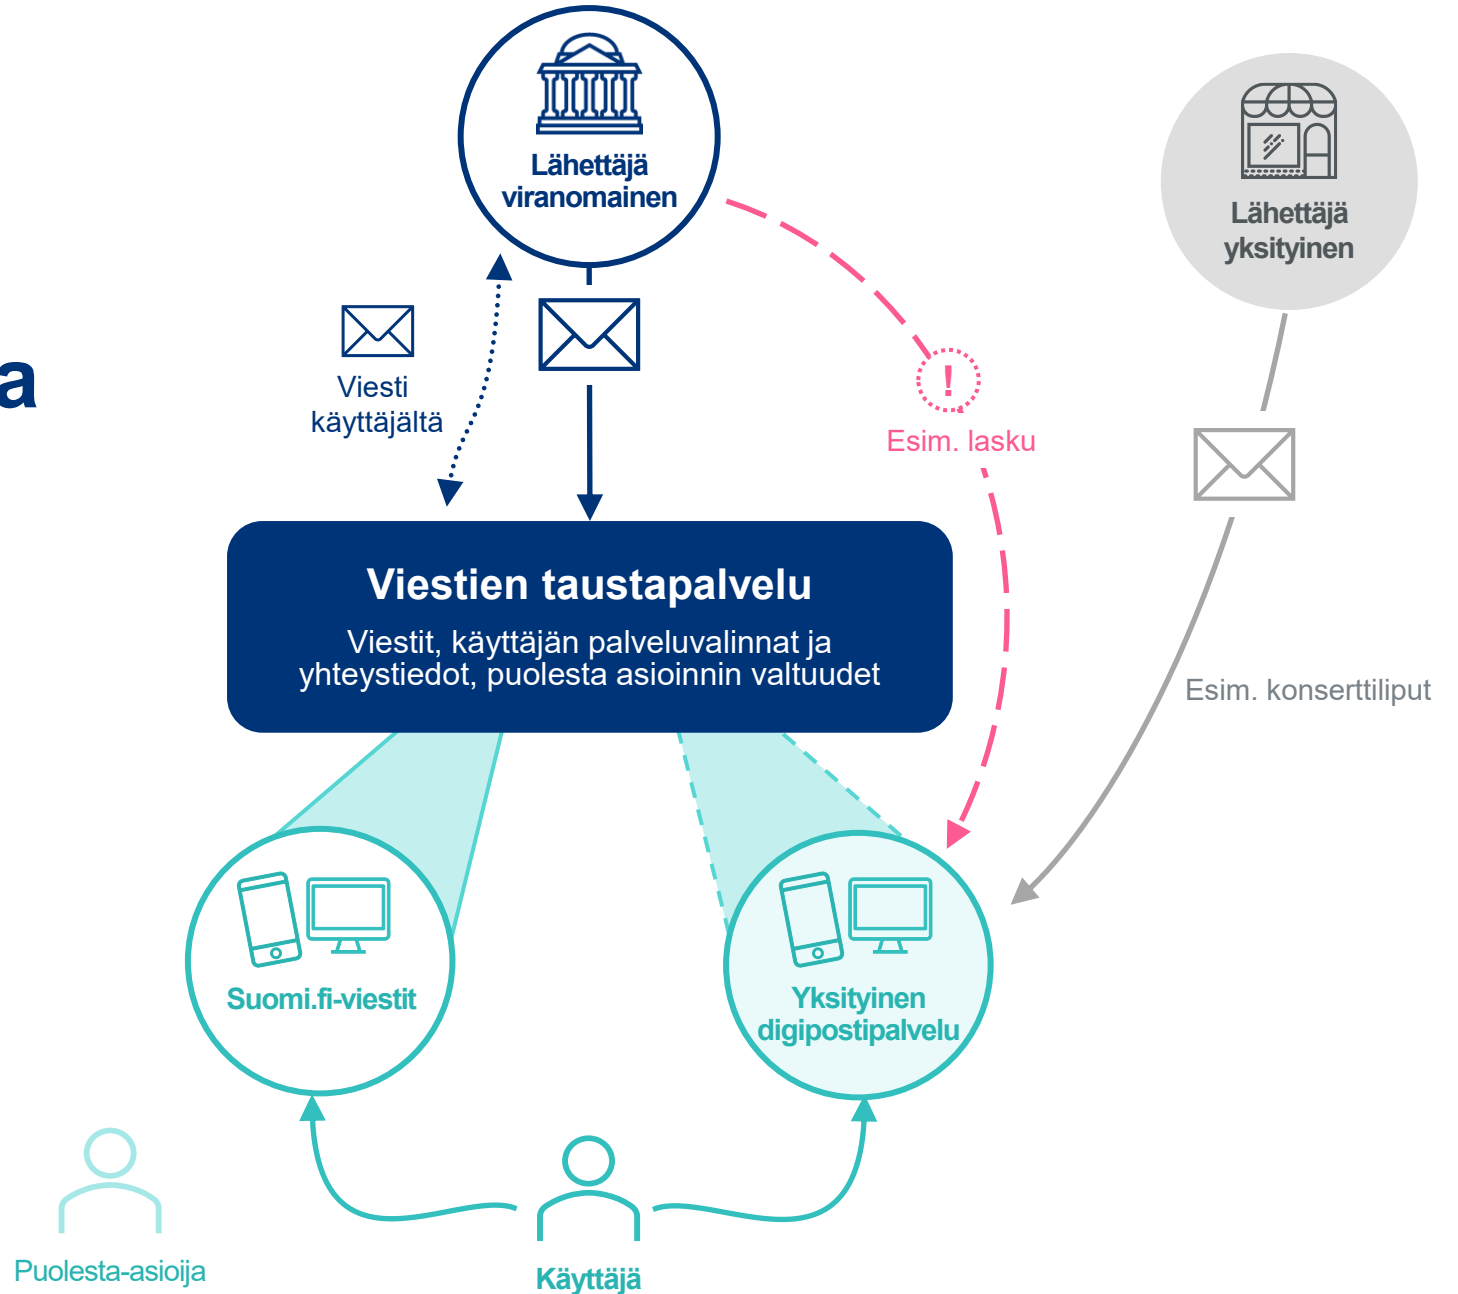 Lähettäjä
viranomainen
Lähettäjä
yksityinen
Viesti
käyttäjältä
a
!
Esim. lasku
Viestien taustapalvelu
Viestit, käyttäjän palveluvalinnat ja
yhteystiedot, puolesta asioinnin valtuudet
Esim. konserttiliput
Suomi.fi-viestit
Yksityinen
digipostipalvelu
Puolesta-asioija
Käyttäjä